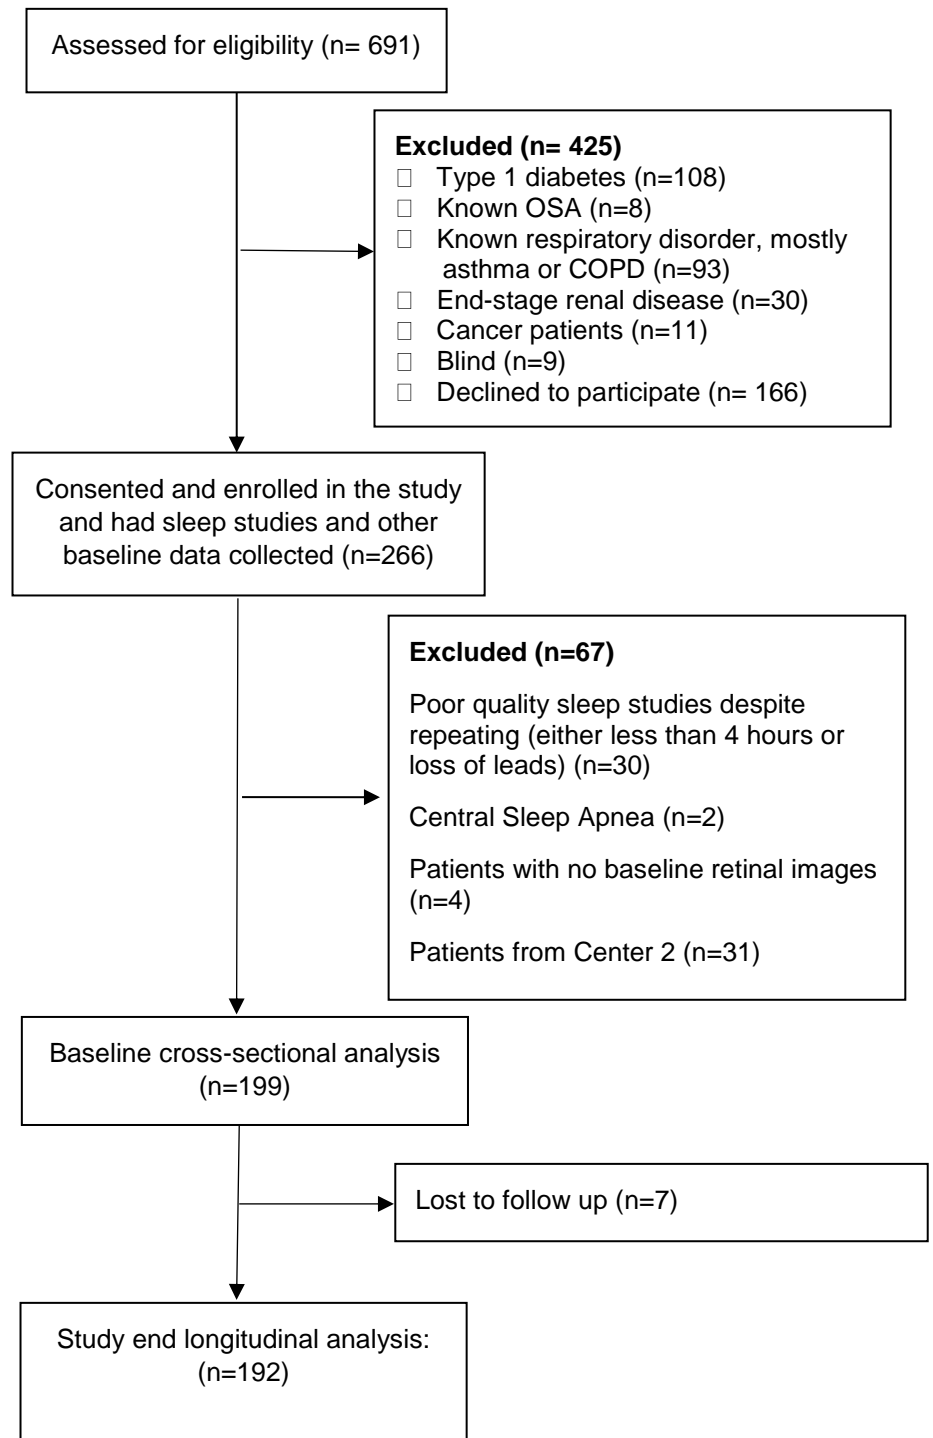 Assessed for eligibility (n= 691)
Excluded (n= 425)
Type 1 diabetes (n=108)
Known OSA (n=8)
Known respiratory disorder, mostly
asthma or COPD (n=93)
End-stage renal disease (n=30)
Cancer patients (n=11)
Blind (n=9)
Declined to participate (n= 166)
Consented and enrolled in the study
and had sleep studies and other
baseline data collected (n=266)
Excluded (n=67)
Poor quality sleep studies despite
repeating (either less than 4 hours or
loss of leads) (n=30)
Central Sleep Apnea (n=2)
Patients with no baseline retinal images
(n=4)
Patients from Center 2 (n=31)
Baseline cross-sectional analysis
(n=199)
Lost to follow up (n=7)
Study end longitudinal analysis:
(n=192)